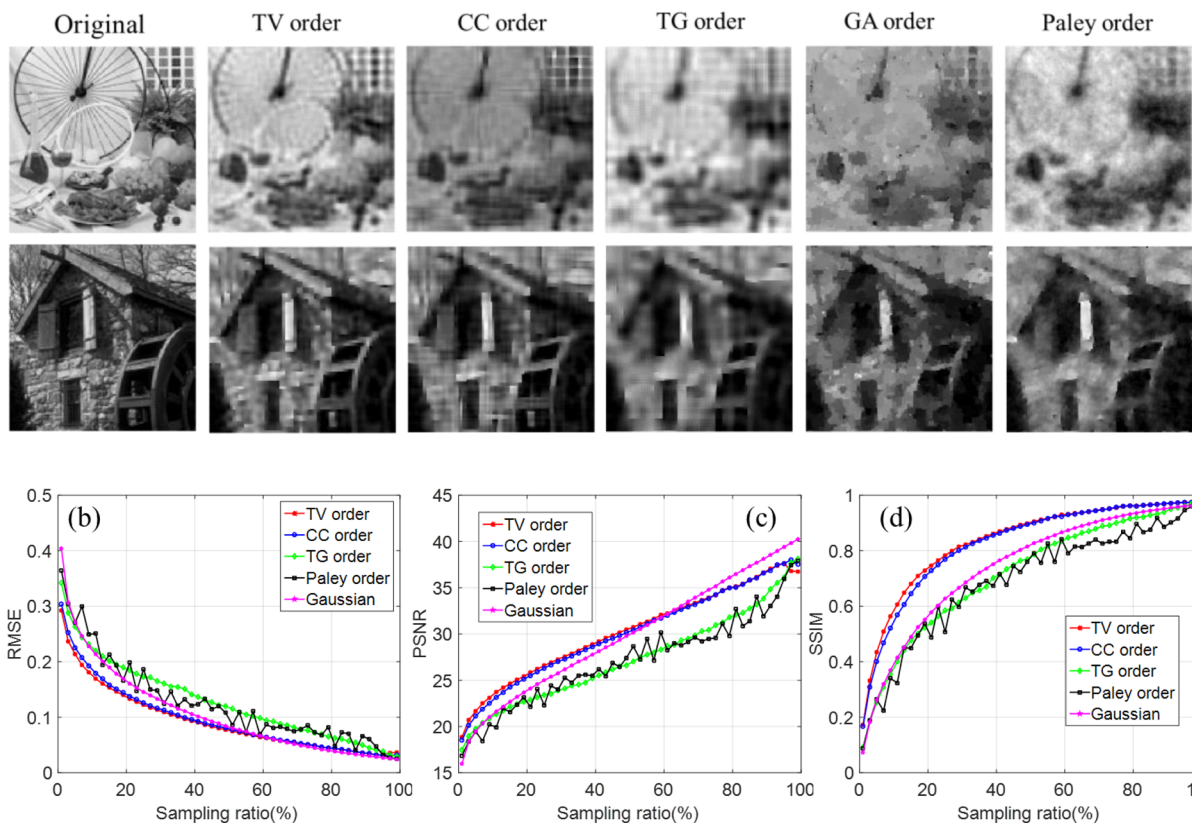 Original TV order CC order TG order GA order Paley order
(b)
RMSE
0.5
0.4
0.3
0.2
0.1
0
0 20 40 60 80 100
Sampling ratio(%)
TV order
CC order
TG order
Paley order
Gaussian
(c)
PSNR
45
40
35
30
25
20
15
0 20 40 60 80 100
Sampling ratio(%)
TV order
CC order
TG order
Paley order
Gaussian
(d)
SSIM
1
0.8
0.6
0.4
0.2
0
0 20 40 60 80
Sampling ratio(%)
TV order
CC order
TG order
Paley order
Gaussian